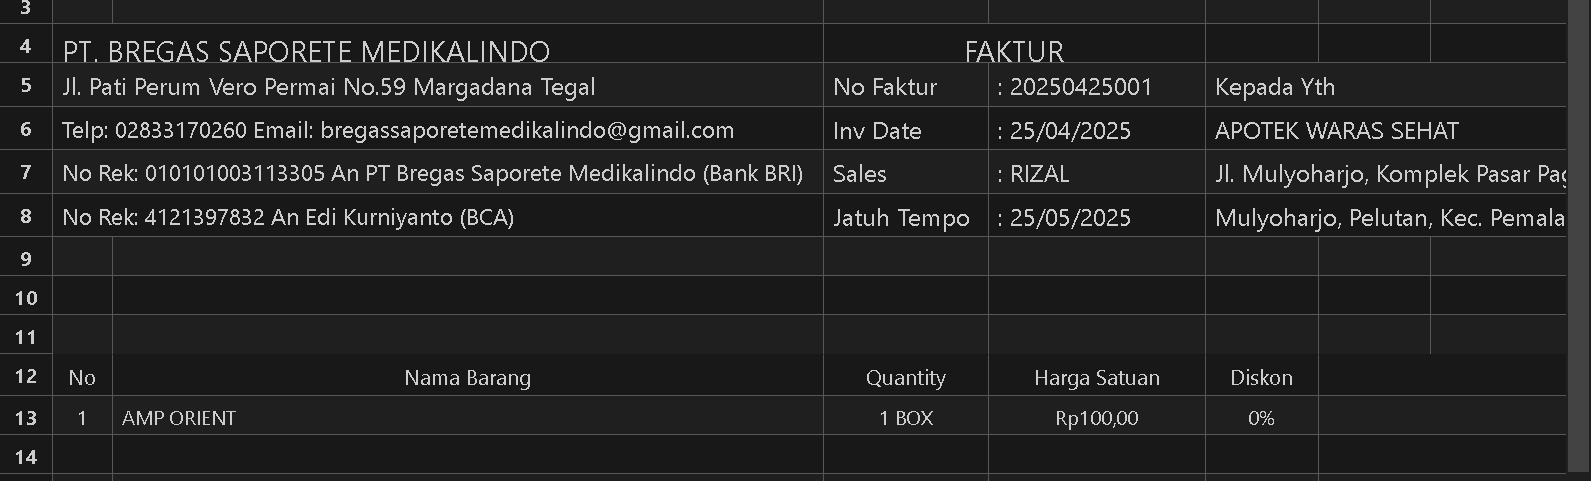 3
4 PT. BREGAS SAPORETE MEDIKALINDO FAKTUR
5 Jl. Pati Perum Vero Permai No.59 Margadana Tegal No Faktur : 20250425001 Kepada Yth
6 Telp: 02833170260 Email: bregassaporetemedikalindo@gmail.com Inv Date : 25/04/2025 APOTEK WARAS SEHAT
7 No Rek: 010101003113305 An PT Bregas Saporete Medikalindo (Bank BRI) Sales : RIZAL Jl. Mulyoharjo, Komplek Pasar
8 No Rek: 4121397832 An Edi Kurniyanto (BCA) Jatuh Tempo : 25/05/2025 Mulyoharjo, Pelutan, Kec. Pemala
9
10
11
12 No Nama Barang Quantity Harga Satuan Diskon
13 1 AMP ORIENT 1 BOX Rp100,00 0%
14